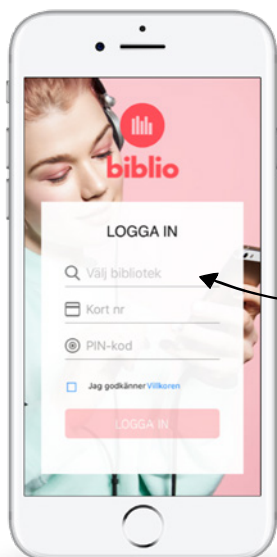 biblio
LOGGA IN
Välj bibliotek
Kort nr
PIN-kod
Jag godkänner Villkoren
LOGGA IN